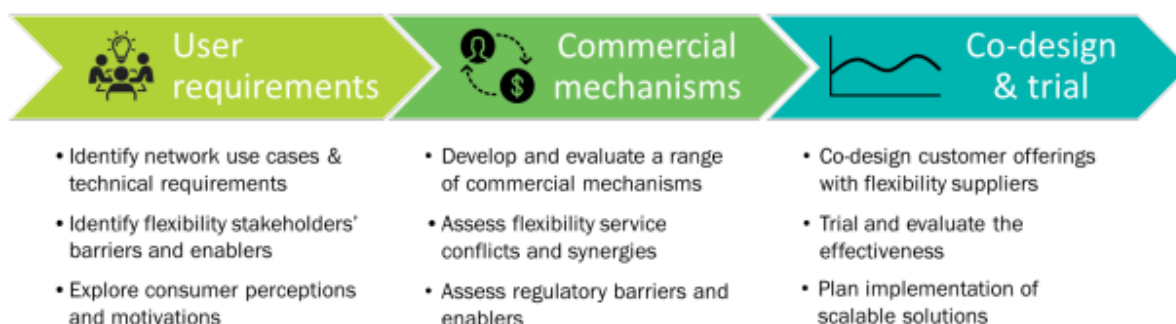 User
requirements
Commercial
mechanisms
Co-design
& trial
• Identify network use cases &
technical requirements
• Identify flexibility stakeholders'
barriers and enablers
• Explore consumer perceptions
and motivations
• Develop and evaluate a range
of commercial mechanisms
• Assess flexibility service
conflicts and synergies
• Assess regulatory barriers and
enablers
• Co-design customer offerings
with flexibility suppliers
• Trial and evaluate the
effectiveness
• Plan implementation of
scalable solutions